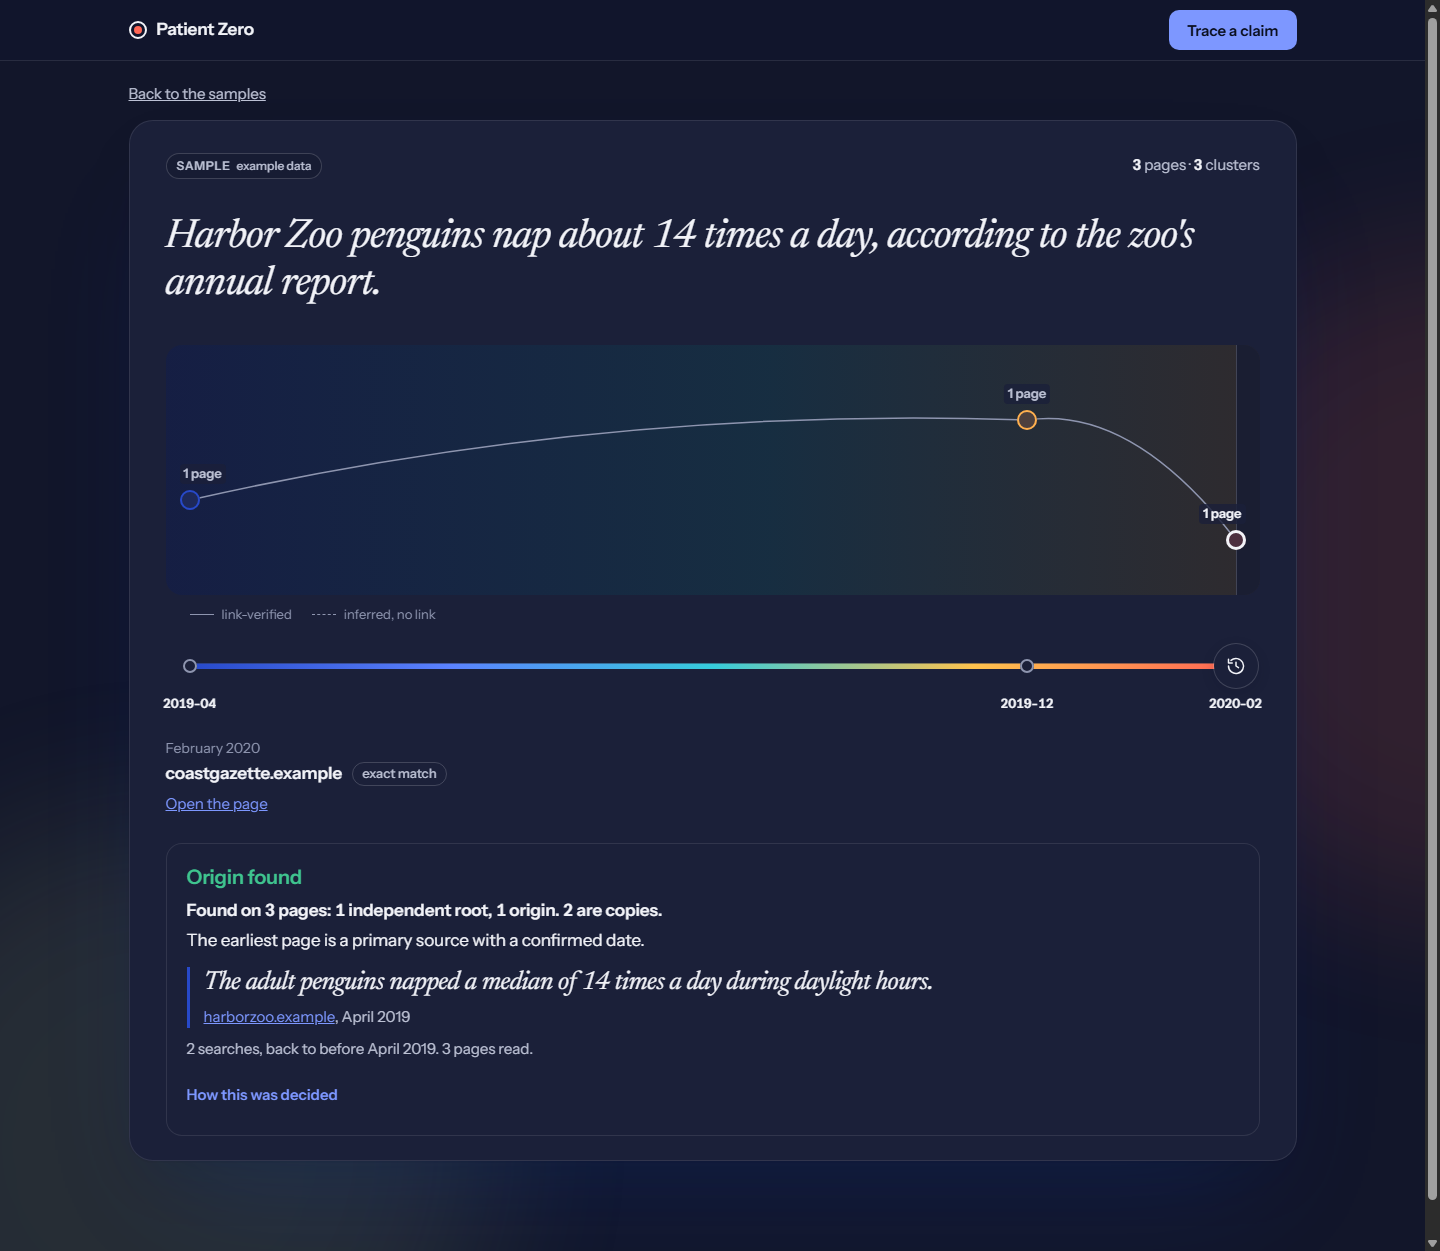 Patient Zero
Trace a claim
Back to the samples
SAMPLE example data
3 pages · 3 clusters
Harbor Zoo penguins nap about 14 times a day, according to the zoo's
annual report.
1 page
1 page
1 page
link-verified
inferred, no link
2019-04
2019-12
2020-02
February 2020
coastgazette.example
exact match
Open the page
Origin found
Found on 3 pages: 1 independent root, 1 origin. 2 are copies.
The earliest page is a primary source with a confirmed date.
The adult penguins napped a median of 14 times a day during daylight hours.
harborzoo.example, April 2019
2 searches, back to before April 2019. 3 pages read.
How this was decided